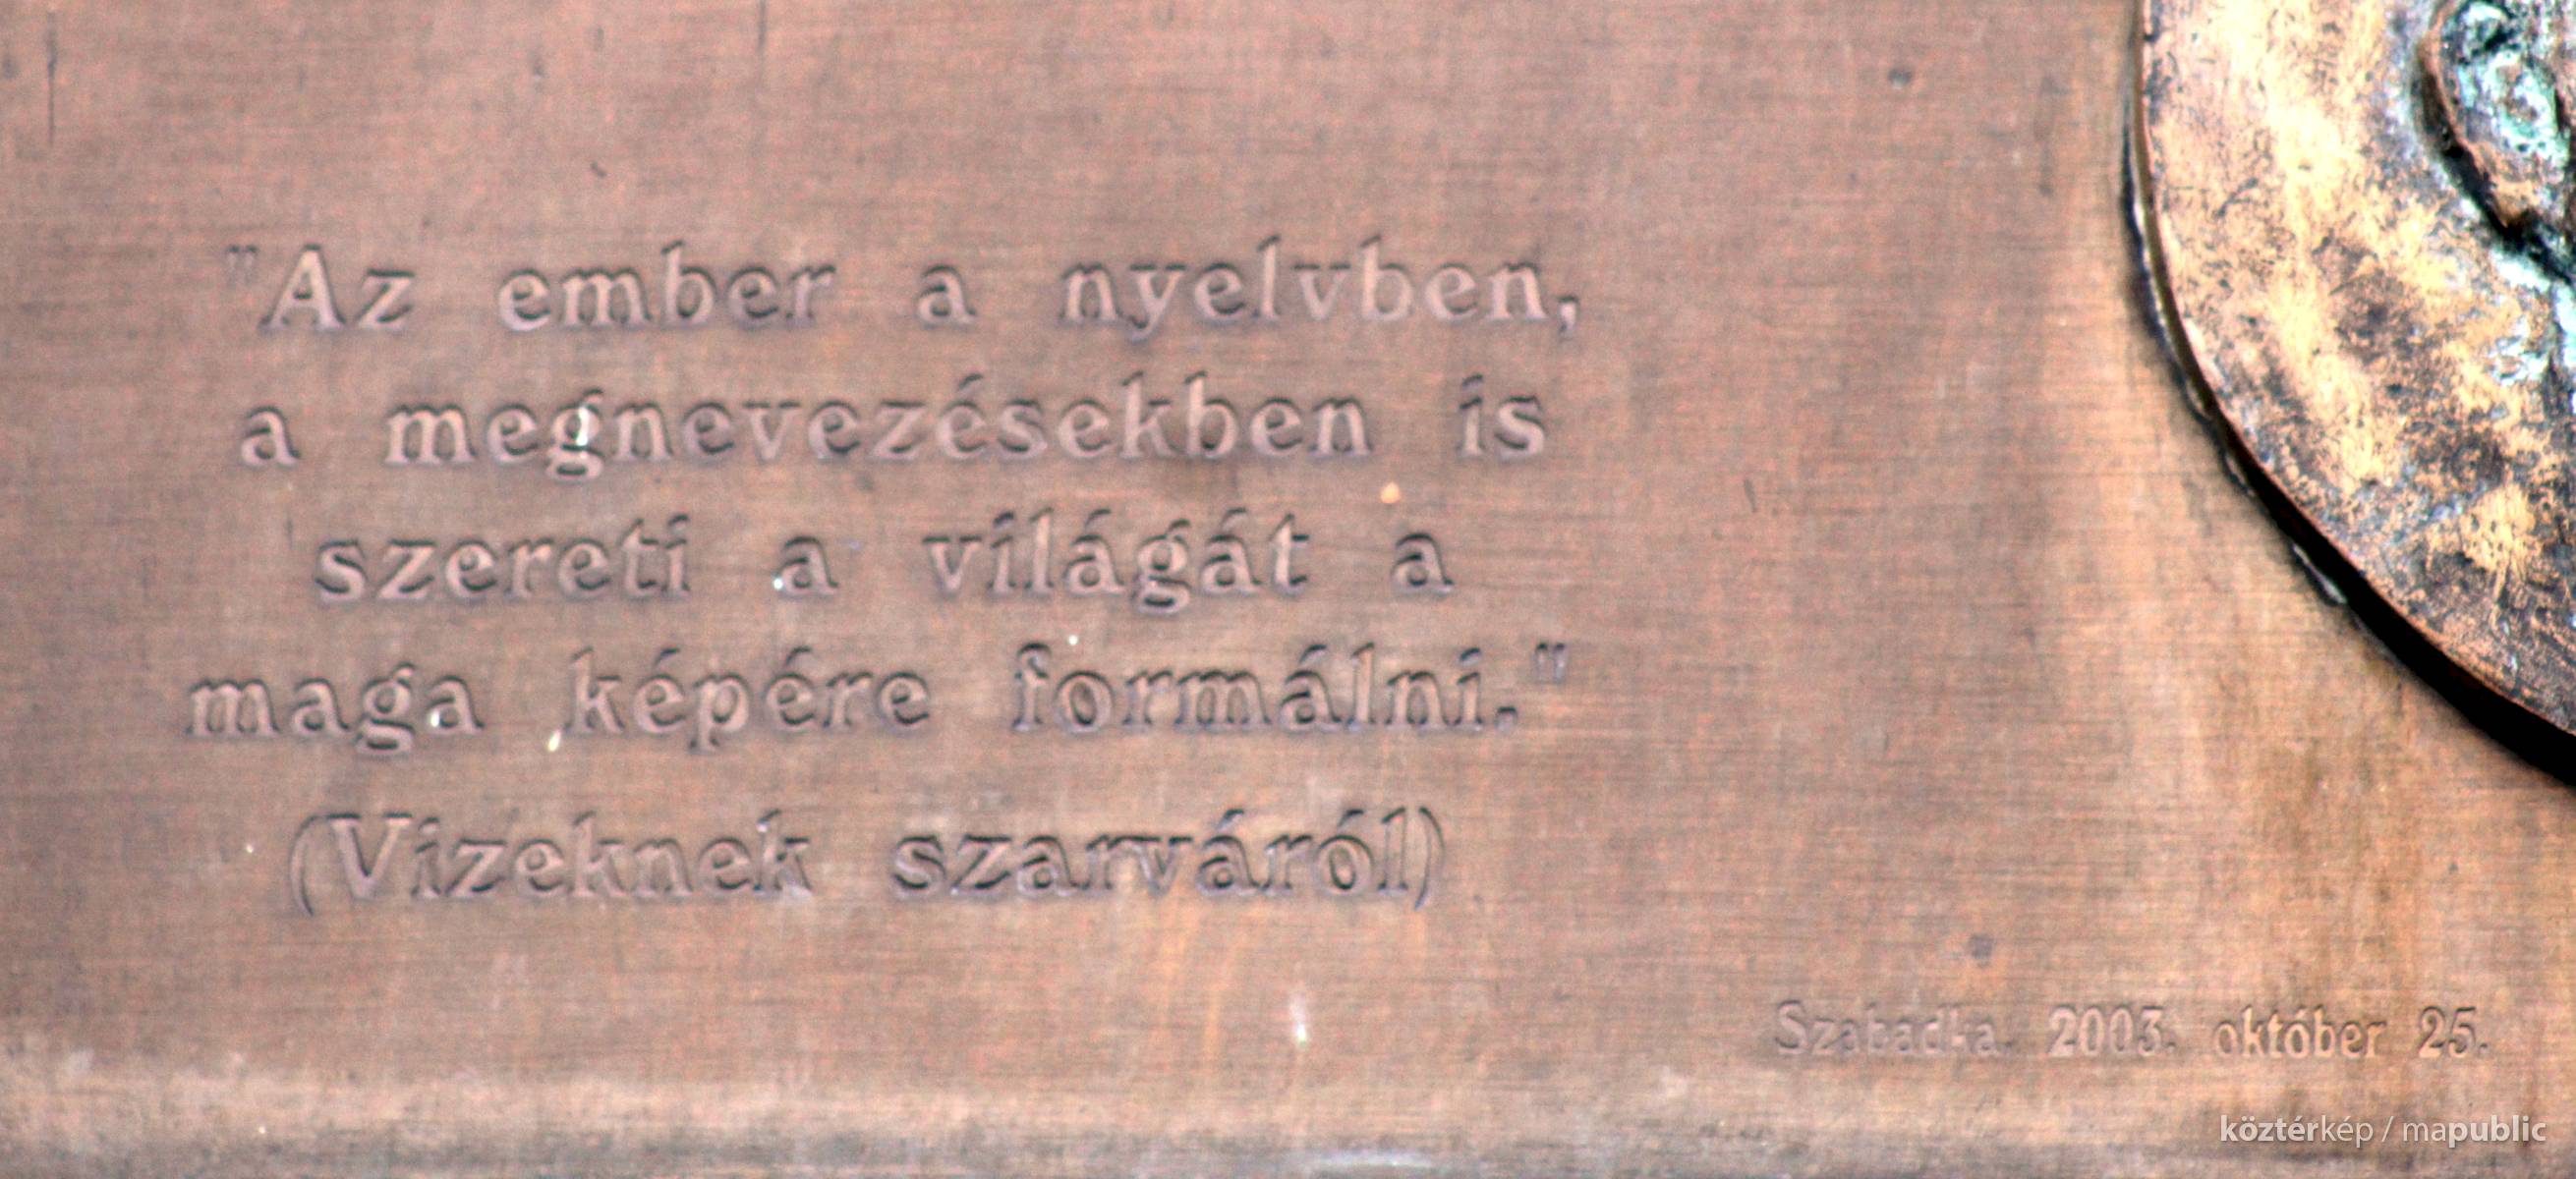 "Az ember a nyelvben,
a megnevezésekben is
szereti a világát a
maga képére formálni."
(Vizeknek szarváról)
Szabadka. 2003. október 25.
köztérkép / mapublic